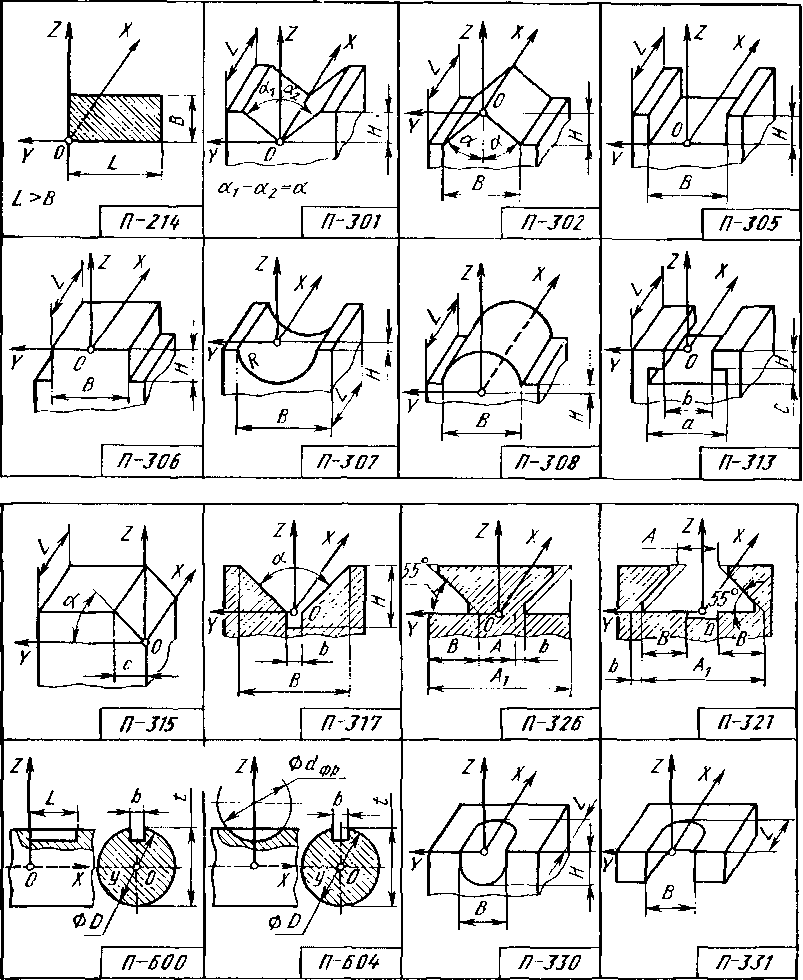 Z X
B
Y O
L
L>B
П-214
Z X
L
α₁ α₂
H
Y O
α₁-α₂=α
П-301
Z X
L
O
Y H
α α
B
П-302
Z X
L
H
Y O
B
П-305
Z X
L
Y O
H
B
П-306
Z X
Y
R H
L
B
П-307
Z X
L
Y
H
B
П-308
Z X
L
Y O
H
b C
a
П-313
Z
L X
α
Y O
c
П-315
Z X
α
H
Y O
b
B
П-317
Z X
55°
Y O
B A b
A₁
П-326
A Z X
55°
Y O
B B
b A₁
П-321
Z b t
L
O X y O
ΦD
П-600
Z Φdфр b t
X y O
ΦD
П-604
Z X
L
Y
H
B
П-330
Z X
L
Y
B
П-331